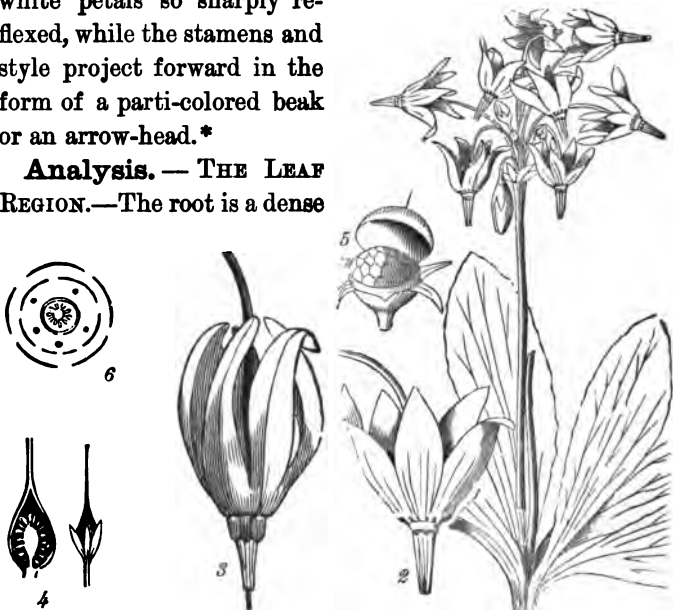 white petals so sharply re-
flexed, while the stamens and
style project forward in the
form of a parti-colored beak
or an arrow-head.*
Analysis. — THE LEAF
REGION.—The root is a dense
5
6
3
2
4